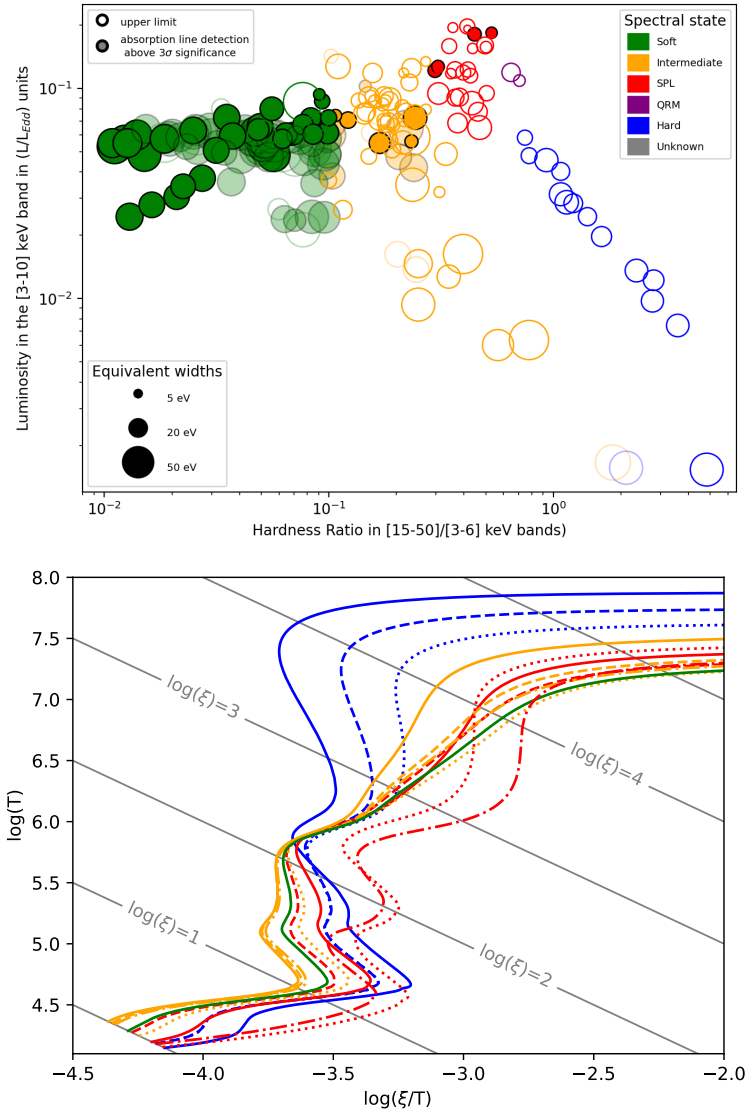 upper limit
absorption line detection
above 3σ significance
Spectral state
Soft
Intermediate
SPL
QRM
Hard
Unknown
Luminosity in the [3-10] keV band in (L/L_Edd) units
10⁻¹
10⁻²
Equivalent widths
5 eV
20 eV
50 eV
10⁻² 10⁻¹ 10⁰
Hardness Ratio in [15-50]/[3-6] keV bands)
8.0
7.5
7.0
6.5
6.0
5.5
5.0
4.5
log(T)
log(ξ)=3
log(ξ)=4
log(ξ)=1
log(ξ)=2
−4.5 −4.0 −3.5 −3.0 −2.5 −2.0
log(ξ/T)